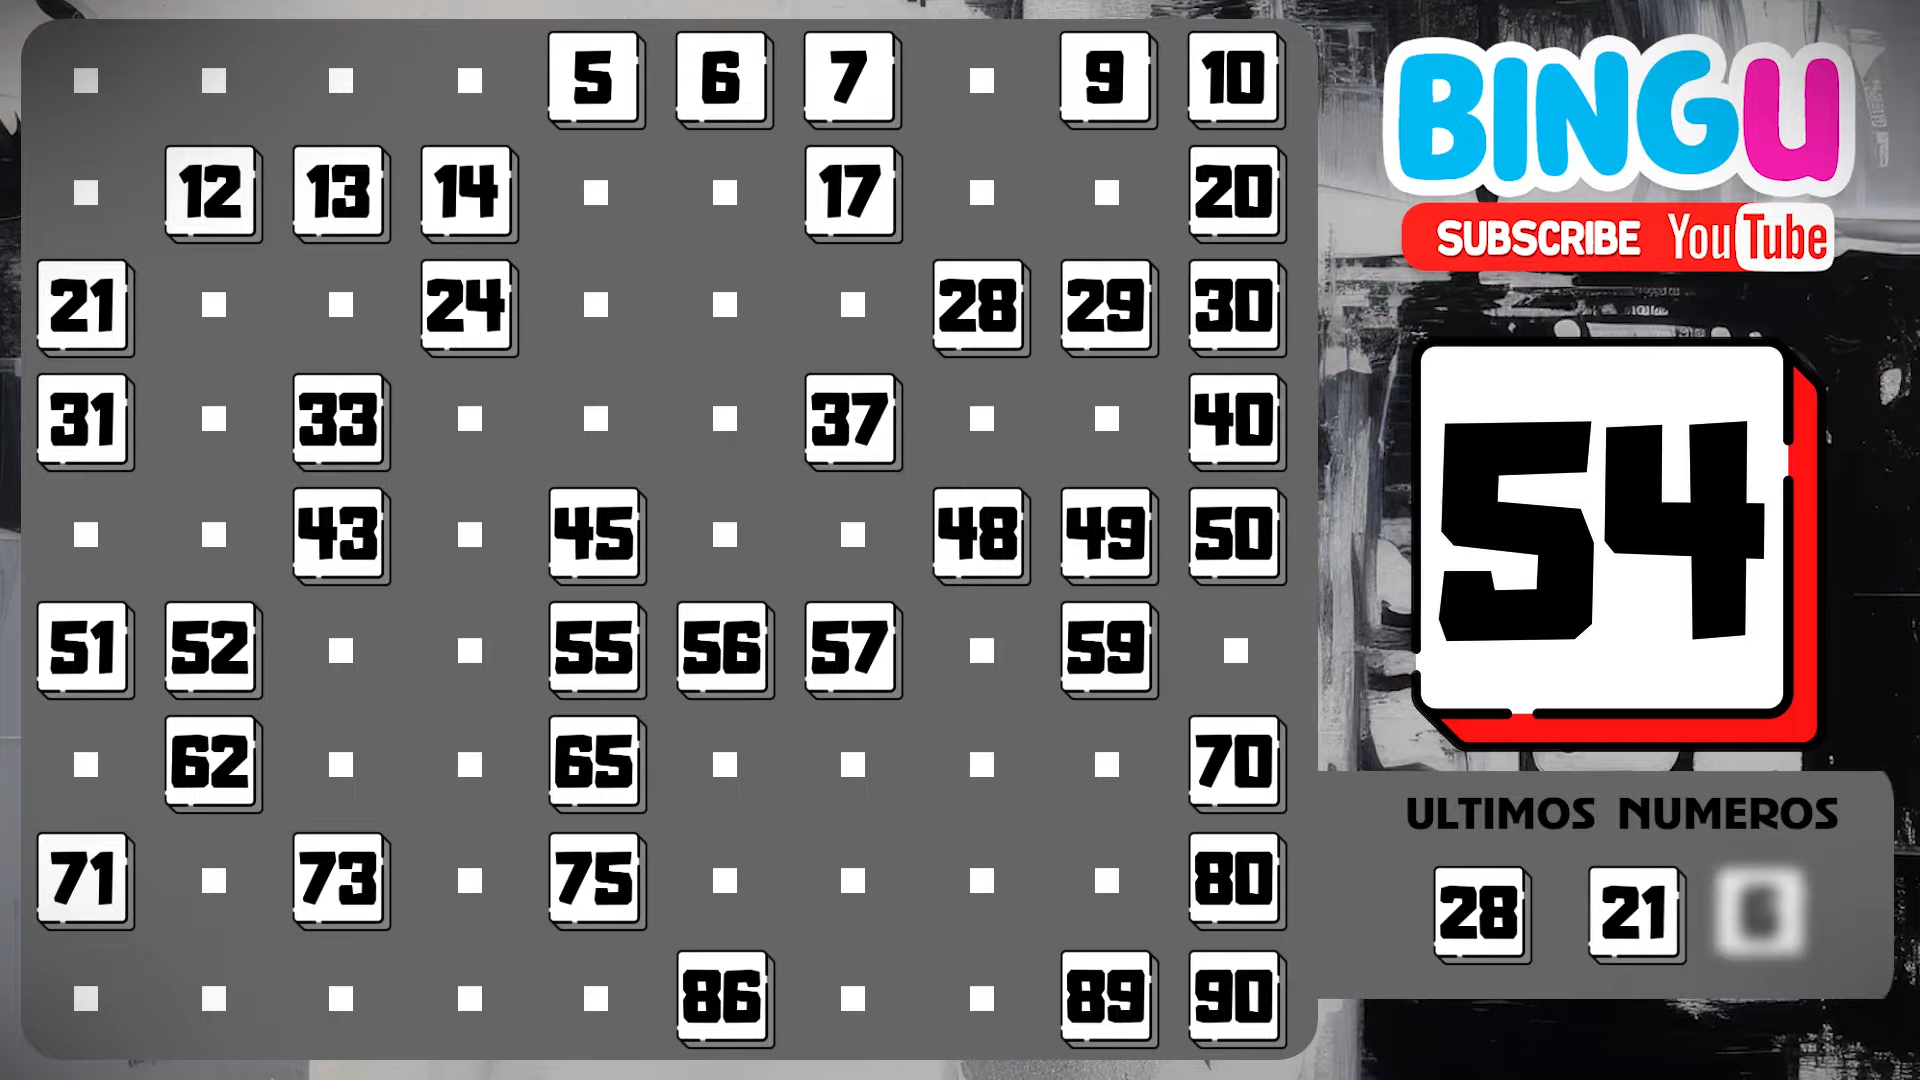 5 6 7 9 10
12 13 14 17 20
21 24 28 29 30
31 33 37 40
43 45 48 49 50
51 52 55 56 57 59
62 65 70
71 73 75 80
86 89 90
BINGU
SUBSCRIBE YouTube
54
ULTIMOS NUMEROS
28 21